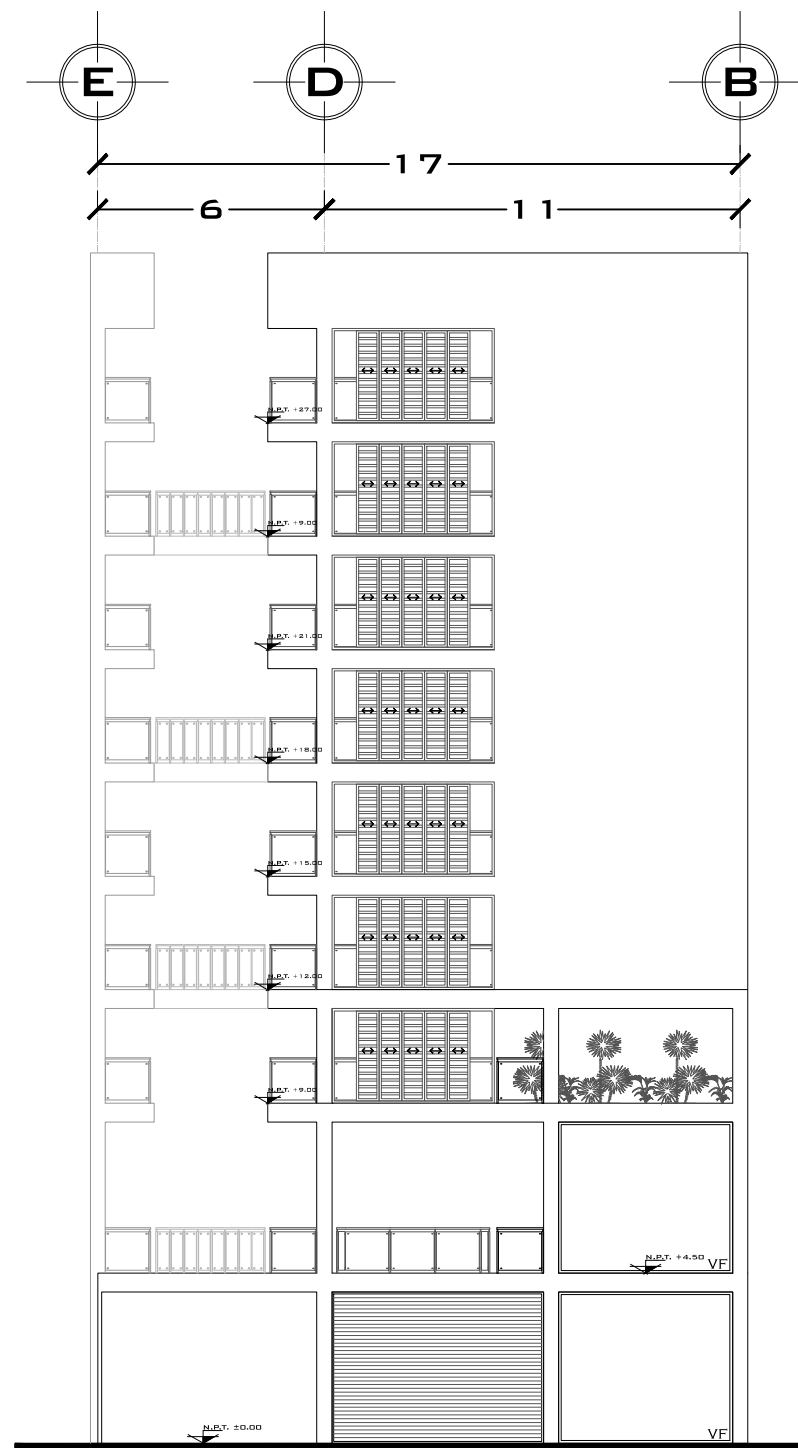 E D B
17
6 11
N.P.T. +27.00
N.P.T. +9.00
N.P.T. +21.00
N.P.T. +18.00
N.P.T. +15.00
N.P.T. +12.00
N.P.T. +9.00
N.P.T. +4.50
VF
N.P.T. ±0.00
VF